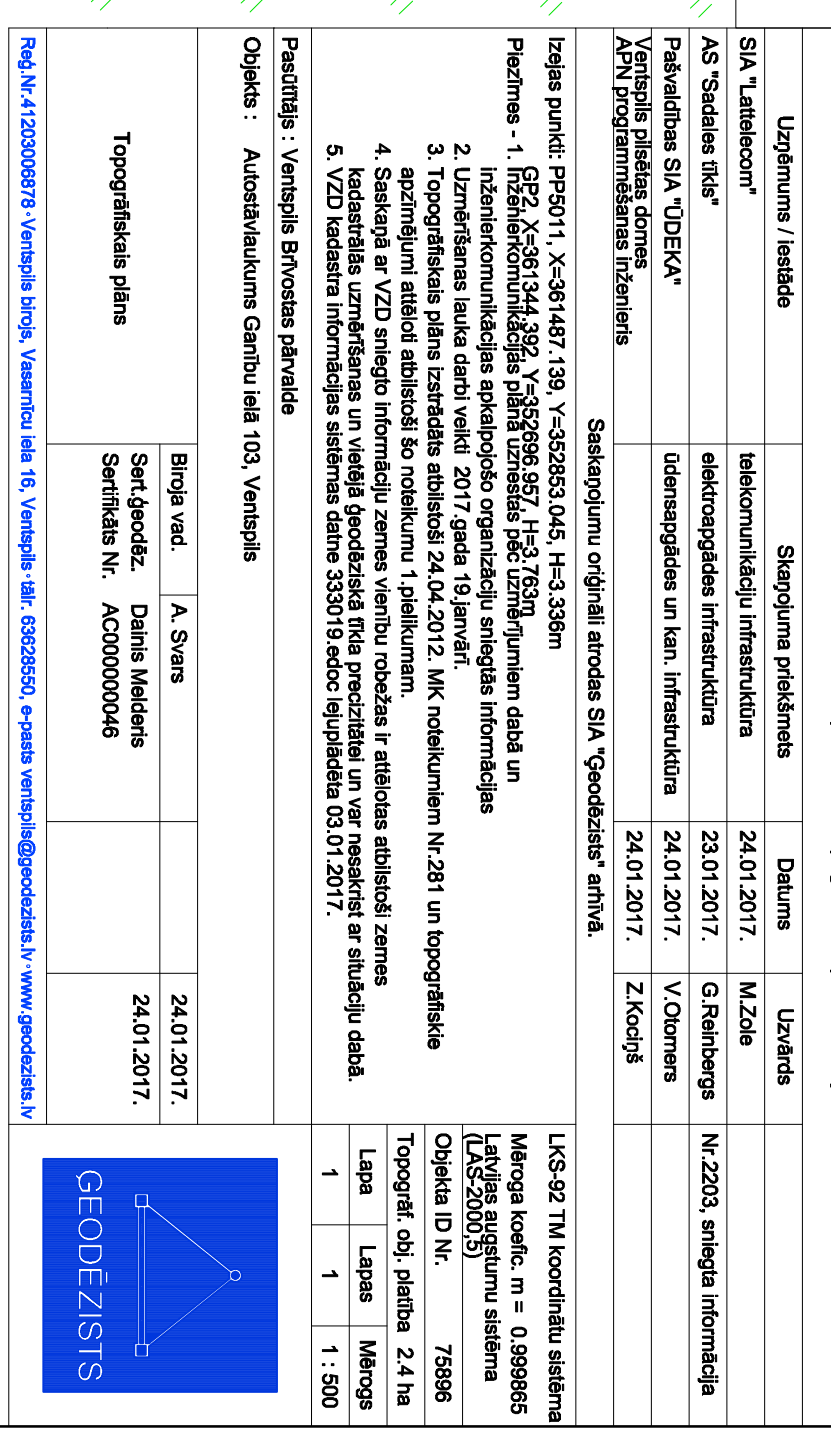 Uzņēmums / iestāde Skaņojuma priekšmets Datums Uzvārds
SIA "Lattelecom" telekomunikāciju infrastruktūra 24.01.2017. M.Zole
AS "Sadales tīkls" elektroapgādes infrastruktūra 23.01.2017. G.Reinbergs Nr.2203, sniegta informācija
Pašvaldības SIA "ŪDEKA" ūdensapgādes un kan. infrastruktūra 24.01.2017. V.Otomers
Ventspils pilsētas domes
APN programmēšanas inženieris 24.01.2017. Z.Kociņš
Saskaņojumu oriģināli atrodas SIA "Ģeodēzists" arhīvā.
Izejas punkti: PP5011, X=361487.139, Y=352853.045, H=3.336m
GP2, X=361344.392, Y=352696.957, H=3.763m
Piezīmes - 1. Inženierkomunikācijas plānā uznestas pēc uzmērījumiem dabā un
inženierkomunikācijas apkalpojošo organizāciju sniegtās informācijas
2. Uzmērīšanas lauka darbi veikti 2017.gada 19.janvārī.
3. Topogrāfiskais plāns izstrādāts atbilstoši 24.04.2012. MK noteikumiem Nr.281 un topogrāfiskie
apzīmējumi attēloti atbilstoši šo noteikumu 1.pielikumam.
4. Saskaņā ar VZD sniegto informāciju zemes vienību robežas ir attēlotas atbilstoši zemes
kadastrālās uzmērīšanas un vietējā ģeodēziskā tīkla precizitātei un var nesakrist ar situāciju dabā.
5. VZD kadastra informācijas sistēmas datne 333019.edoc lejuplādēta 03.01.2017.
LKS-92 TM koordinātu sistēma
Mēroga koefic. m = 0.999865
Latvijas augstumu sistēma
(LAS-2000,5)
Objekta ID Nr. 75896
Topogrāf. obj. platība 2.4 ha
Lapa Lapas Mērogs
1 1 1 : 500
Pasūtītājs : Ventspils Brīvostas pārvalde
Objekts : Autostāvlaukums Ganību ielā 103, Ventspils
Topogrāfiskais plāns
Biroja vad. A. Svars 24.01.2017.
Sert.ģeodēz. Dainis Melderis 24.01.2017.
Sertifikāts Nr. AC000000046
ĢEODĒZISTS
Reģ.Nr.41203006878◦Ventspils birojs, Vasarnīcu iela 16, Ventspils◦tālr. 63628550, e-pasts ventspils@geodezists.lv◦www.geodezists.lv